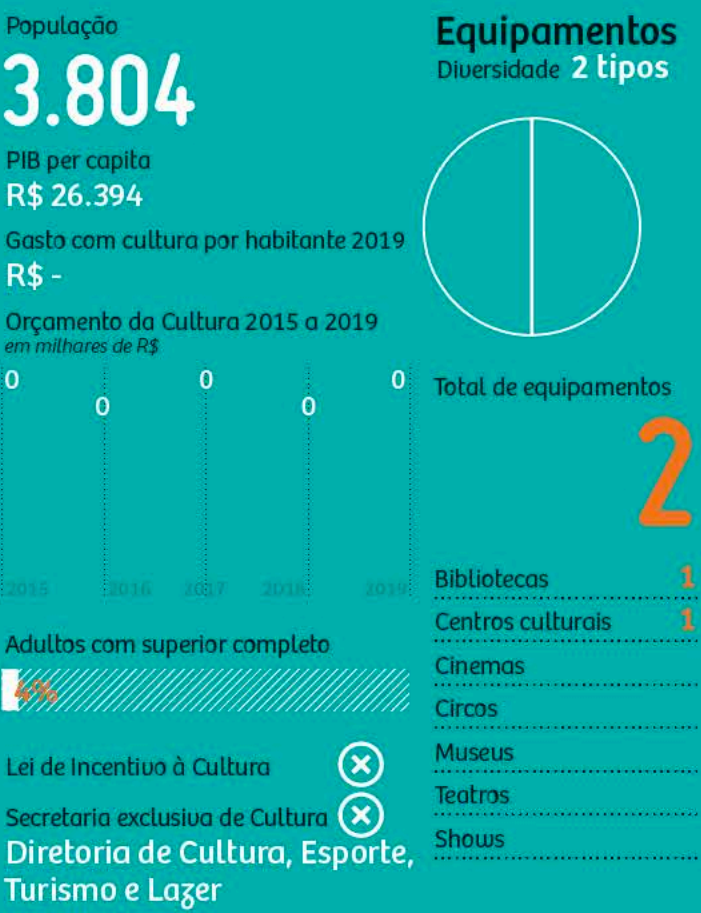 População
3.804
PIB per capita
R$ 26.394
Gasto com cultura por habitante 2019
R$ -
Orçamento da Cultura 2015 a 2019
em milhares de R$
0 0 0 0 0
2015 2016 2017 2018 2019
Adultos com superior completo
4%
Lei de Incentivo à Cultura
Secretaria exclusiva de Cultura
Diretoria de Cultura, Esporte,
Turismo e Lazer
Equipamentos
Diversidade 2 tipos
Total de equipamentos
2
Bibliotecas 1
Centros culturais 1
Cinemas
Circos
Museus
Teatros
Shows